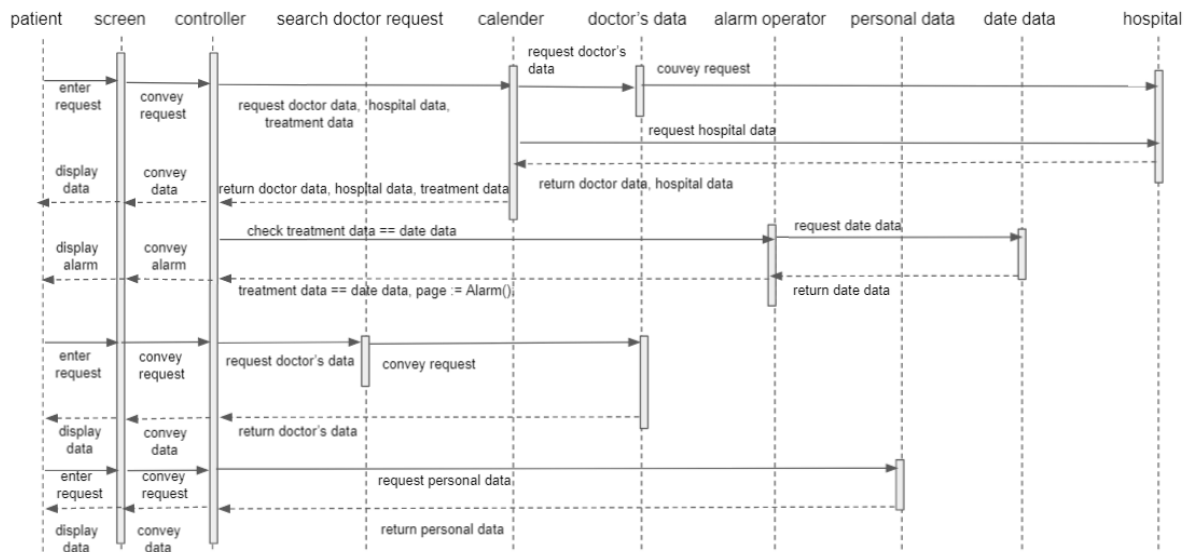 patient screen controller search doctor request calender doctor's data alarm operator personal data date data hospital
request doctor's
data
couvey request
enter
request
convey
request
request doctor data, hospital data,
treatment data
request hospital data
display
data
convey
data
return doctor data, hospital data, treatment data
return doctor data, hospital data
check treatment data == date data
request date data
display
alarm
convey
alarm
treatment data == date data, page := Alarm()
return date data
enter
request
convey
request
request doctor's data
convey request
display
data
convey
data
return doctor's data
enter
request
convey
request
request personal data
display
data
convey
data
return personal data